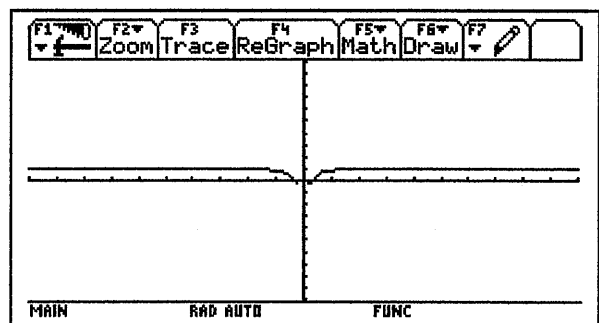 F1 F2 F3 F4 F5 F6 F7
Zoom Trace ReGraph Math Draw
MAIN RAD AUTO FUNC